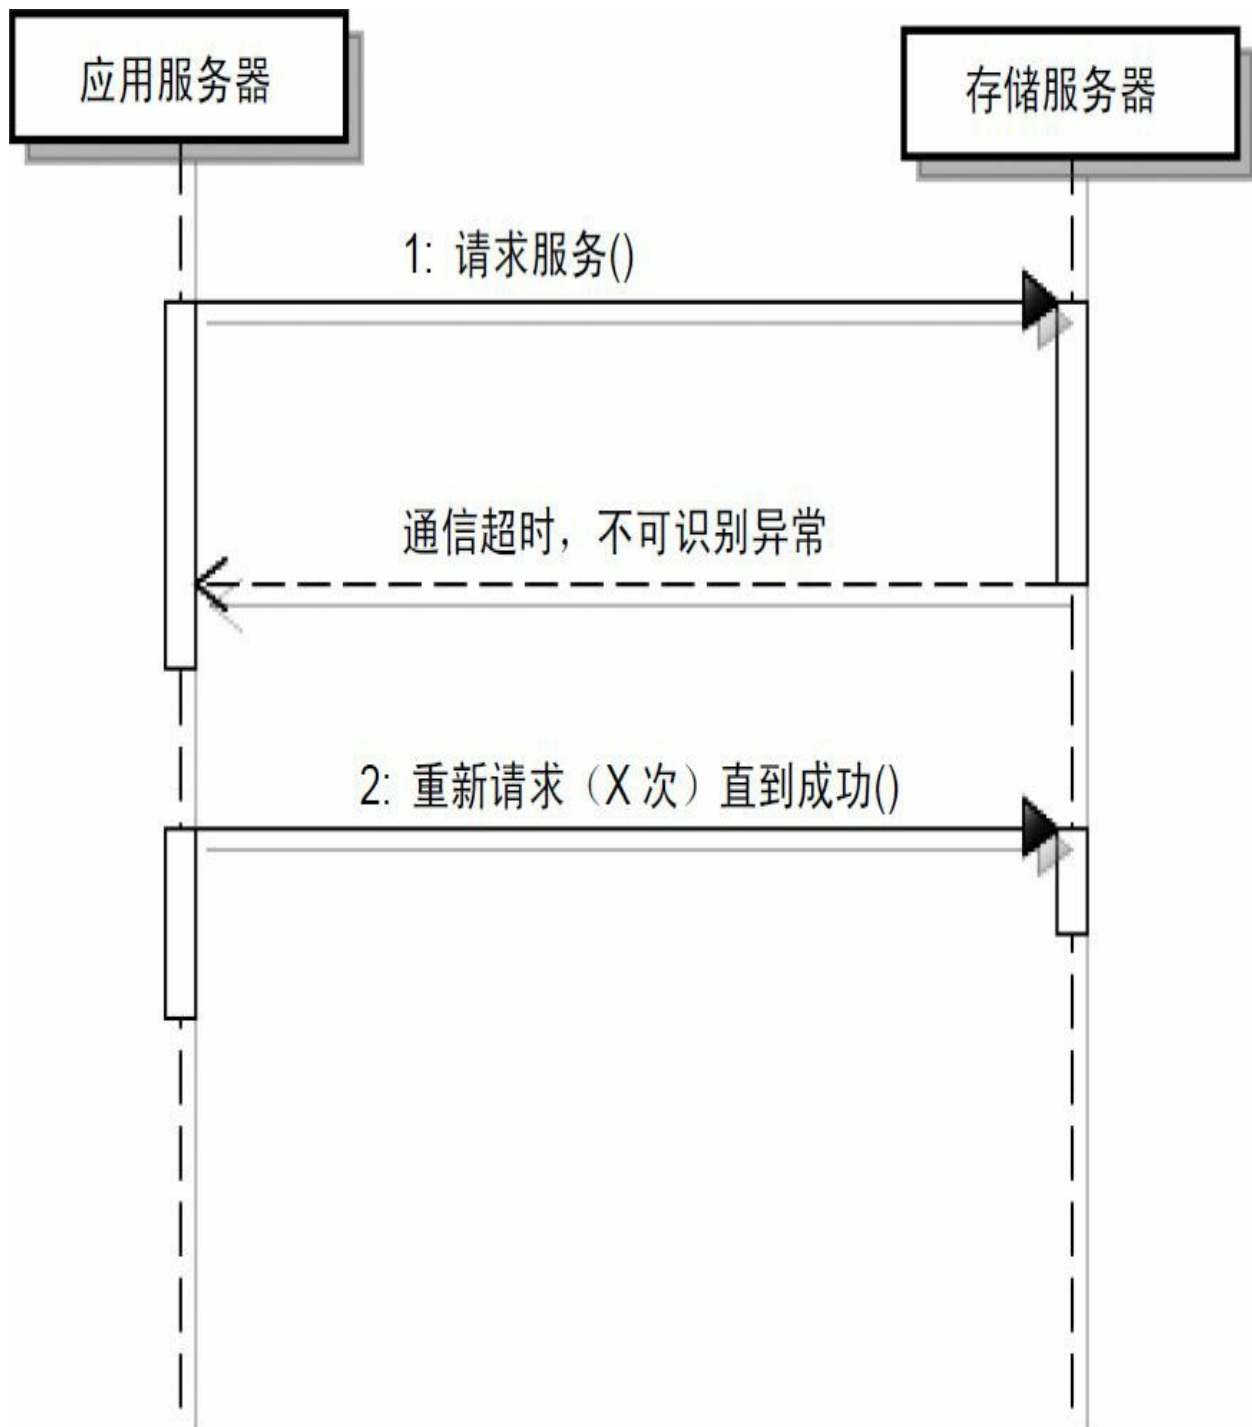 应用服务器
存储服务器
1: 请求服务()
通信超时，不可识别异常
2: 重新请求（X 次）直到成功()